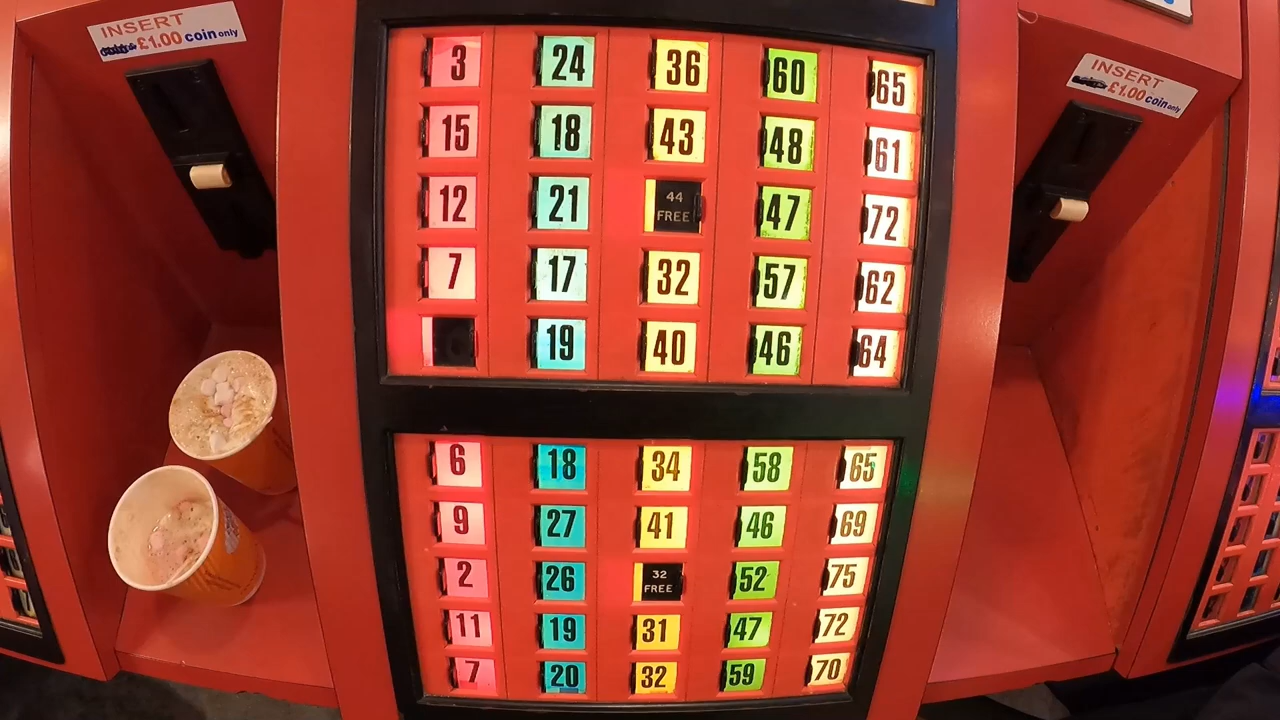 INSERT
£1.00 coin only
INSERT
£1.00 coin only
3 24 36 60 65
15 18 43 48 61
12 21 44 FREE 47 72
7 17 32 57 62
19 40 46 64
6 18 34 58 65
9 27 41 46 69
2 26 32 FREE 52 75
11 19 31 47 72
7 20 32 59 70